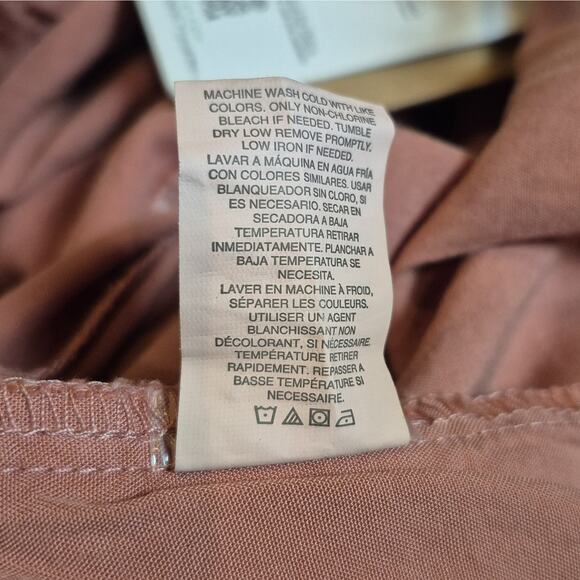 MACHINE WASH COLD WITH LIKE
COLORS. ONLY NON-CHLORINE
BLEACH IF NEEDED. TUMBLE
DRY LOW REMOVE PROMPTLY.
LOW IRON IF NEEDED.
LAVAR A MÁQUINA EN AGUA FRÍA
CON COLORES SIMILARES. USAR
BLANQUEADOR SIN CLORO, SI
ES NECESARIO. SECAR EN
SECADORA A BAJA
TEMPERATURA RETIRAR
INMEDIATAMENTE. PLANCHAR A
BAJA TEMPERATURA SE
NECESITA.
LAVER EN MACHINE À FROID,
SÉPARER LES COULEURS.
UTILISER UN AGENT
BLANCHISSANT NON
DÉCOLORANT, SI NÉCESSAIRE.
TEMPÉRATURE RETIRER
RAPIDEMENT. REPASSER A
BASSE TEMPÉRATURE SI
NÉCESSAIRE.